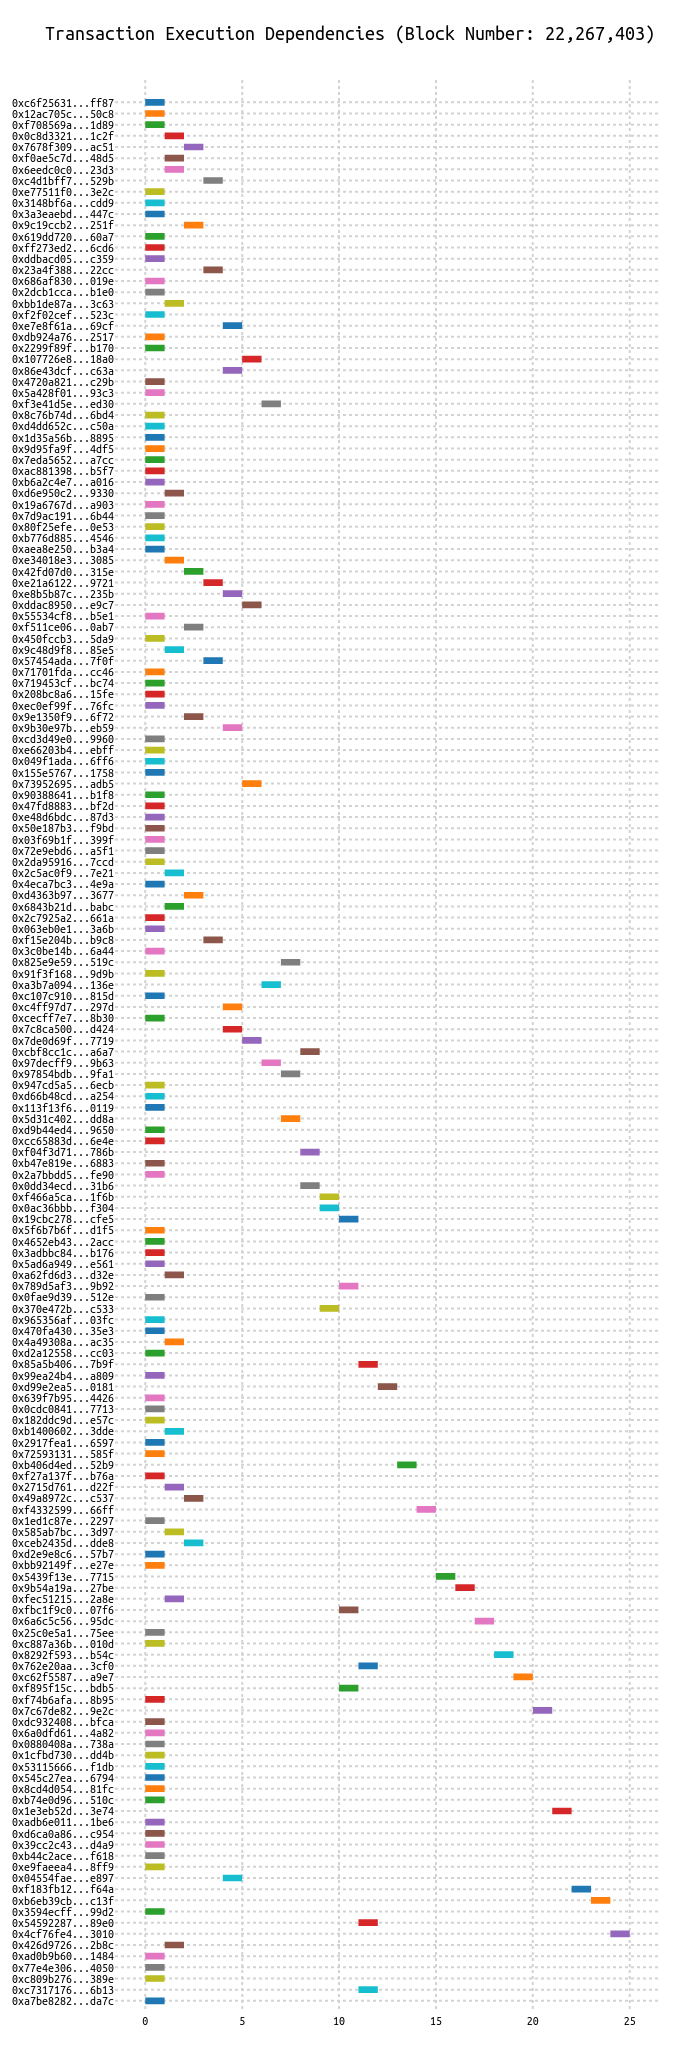 Transaction Execution Dependencies (Block Number: 22,267,403)
0xc6f25631...ff87
0x12ac705c...50c8
0xf708569a...1d89
0x0c8d3321...1c2f
0x7678f309...ac51
0xf0ae5c7d...48d5
0x6eedc0c0...23d3
0xc4d1bff7...529b
0xe77511f0...3e2c
0x3148bf6a...cdd9
0x3a3eaebd...447c
0x9c19ccb2...251f
0x619dd720...60a7
0xff273ed2...6cd6
0xddbacd05...c359
0x23a4f388...22cc
0x686af830...019e
0x2dcb1cca...b1e0
0xbb1de87a...3c63
0xf2f02cef...523c
0xe7e8f61a...69cf
0xdb924a76...2517
0x2299f89f...b170
0x107726e8...18a0
0x86e43dcf...c63a
0x4720a821...c29b
0x5a428f01...93c3
0xf3e41d5e...ed30
0x8c76b74d...6bd4
0xd4dd652c...c50a
0x1d35a56b...8895
0x9d95fa9f...4df5
0x7eda5652...a7cc
0xac881398...b5f7
0xb6a2c4e7...a016
0xd6e950c2...9330
0x19a6767d...a903
0x7d9ac191...6b44
0x80f25efe...0e53
0xb776d885...4546
0xaea8e250...b3a4
0xe34018e3...3085
0x42fd07d0...315e
0xe21a6122...9721
0xe8b5b87c...235b
0xddac8950...e9c7
0x55534cf8...b5e1
0xf511ce06...0ab7
0x450fccb3...5da9
0x9c48d9f8...85e5
0x57454ada...7f0f
0x71701fda...cc46
0x719453cf...bc74
0x208bc8a6...15fe
0xec0ef99f...76fc
0x9e1350f9...6f72
0x9b30e97b...eb59
0xcd3d49e0...9960
0xe66203b4...ebff
0x049f1ada...6ff6
0x155e5767...1758
0x73952695...adb5
0x90388641...b1f8
0x47fd8883...bf2d
0xe48d6bdc...87d3
0x50e187b3...f9bd
0x03f69b1f...399f
0x72e9ebd6...a5f1
0x2da95916...7ccd
0x2c5ac0f9...7e21
0x4eca7bc3...4e9a
0xd4363b97...3677
0x6843b21d...babc
0x2c7925a2...661a
0x063eb0e1...3a6b
0xf15e204b...b9c8
0x3c0be14b...6a44
0x825e9e59...519c
0x91f3f168...9d9b
0xa3b7a094...136e
0xc107c910...815d
0xc4ff97d7...297d
0xcecff7e7...8b30
0x7c8ca500...d424
0x7de0d69f...7719
0xcbf8cc1c...a6a7
0x97decff9...9b63
0x97854bdb...9fa1
0x947cd5a5...6ecb
0xd66b48cd...a254
0x113f13f6...0119
0x5d31c402...dd8a
0xd9b44ed4...9650
0xcc65883d...6e4e
0xf04f3d71...786b
0xb47e819e...6883
0x2a7bbdd5...fe90
0x0dd34ecd...31b6
0xf466a5ca...1f6b
0x0ac36bbb...f304
0x19cbc278...cfe5
0x5f6b7b6f...d1f5
0x4652eb43...2acc
0x3adbbc84...b176
0x5ad6a949...e561
0xa62fd6d3...d32e
0x789d5af3...9b92
0x0fae9d39...512e
0x370e472b...c533
0x965356af...03fc
0x470fa430...35e3
0x4a49308a...ac35
0xd2a12558...cc03
0x85a5b406...7b9f
0x99ea24b4...a809
0xd99e2ea5...0181
0x639f7b95...4426
0x0cdc0841...7713
0x182ddc9d...e57c
0xb1400602...3dde
0x2917fea1...6597
0x72593131...585f
0xb406d4ed...52b9
0xf27a137f...b76a
0x2715d761...d22f
0x49a8972c...c537
0xf4332599...66ff
0x1ed1c87e...2297
0x585ab7bc...3d97
0xceb2435d...dde8
0xd2e9e8c6...57b7
0xbb92149f...e27e
0x5439f13e...7715
0x9b54a19a...27be
0xfec51215...2a8e
0xfbc1f9c0...07f6
0x6a6c5c56...95dc
0x25c0e5a1...75ee
0xc887a36b...010d
0x8292f593...b54c
0x762e20aa...3cf0
0xc62f5587...a9e7
0xf895f15c...bdb5
0xf74b6afa...8b95
0x7c67de82...9e2c
0xdc932408...bfca
0x6a0dfd61...4a82
0x0880408a...738a
0x1cfbd730...dd4b
0x53115666...f1db
0x545c27ea...6794
0x8cd4d054...81fc
0xb74e0d96...510c
0x1e3eb52d...3e74
0xadb6e011...1be6
0xd6ca0a86...c954
0x39cc2c43...d4a9
0xb44c2ace...f618
0xe9faeea4...8ff9
0x04554fae...e897
0xf183fb12...f64a
0xb6eb39cb...c13f
0x3594ecff...99d2
0x54592287...89e0
0x4cf76fe4...3010
0x426d9726...2b8c
0xad0b9b60...1484
0x77e4e306...4050
0xc809b276...389e
0xc7317176...6b13
0xa7be8282...da7c
0 5 10 15 20 25